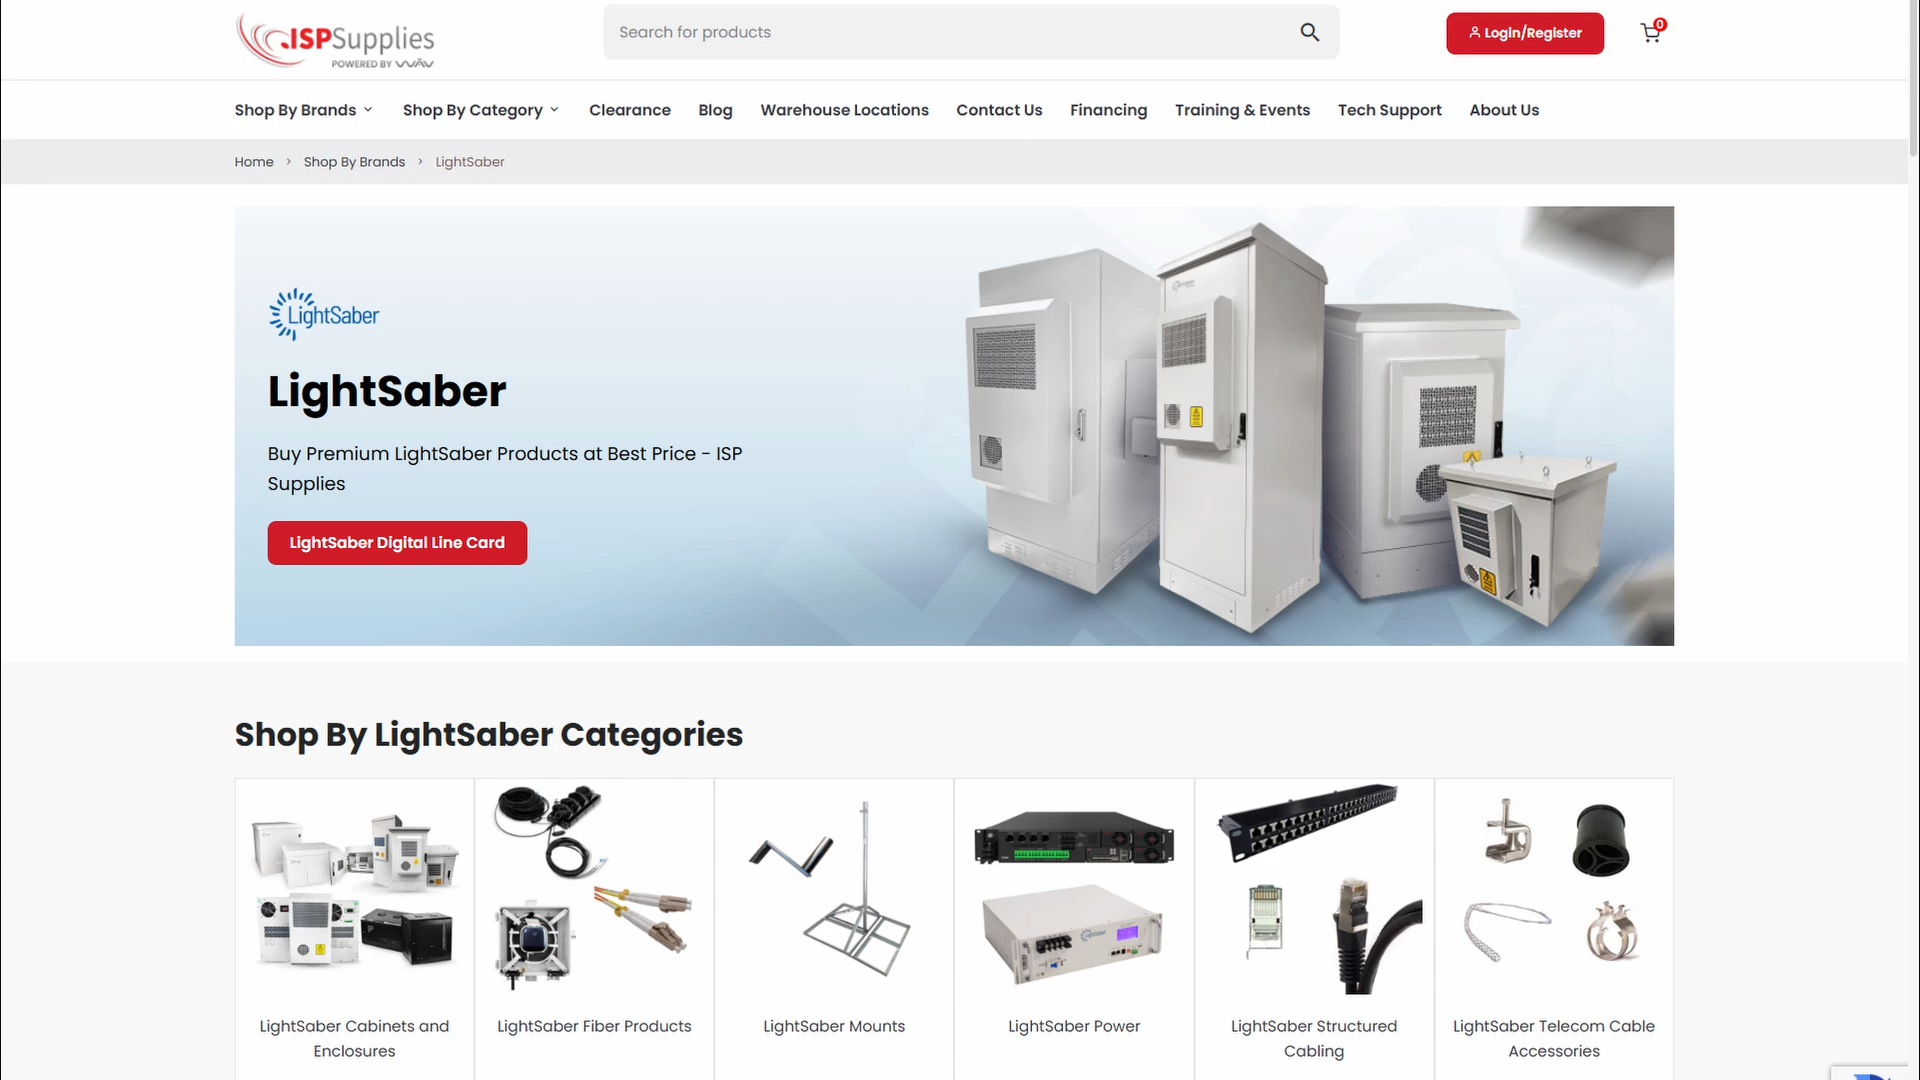 ISPSupplies
POWERED BY WAV
Search for products
Login/Register
0
Shop By Brands
Shop By Category
Clearance
Blog
Warehouse Locations
Contact Us
Financing
Training & Events
Tech Support
About Us
Home > Shop By Brands > LightSaber
LightSaber
LightSaber
Buy Premium LightSaber Products at Best Price - ISP
Supplies
LightSaber Digital Line Card
Shop By LightSaber Categories
LightSaber Cabinets and
Enclosures
LightSaber Fiber Products
LightSaber Mounts
LightSaber Power
LightSaber Structured
Cabling
LightSaber Telecom Cable
Accessories